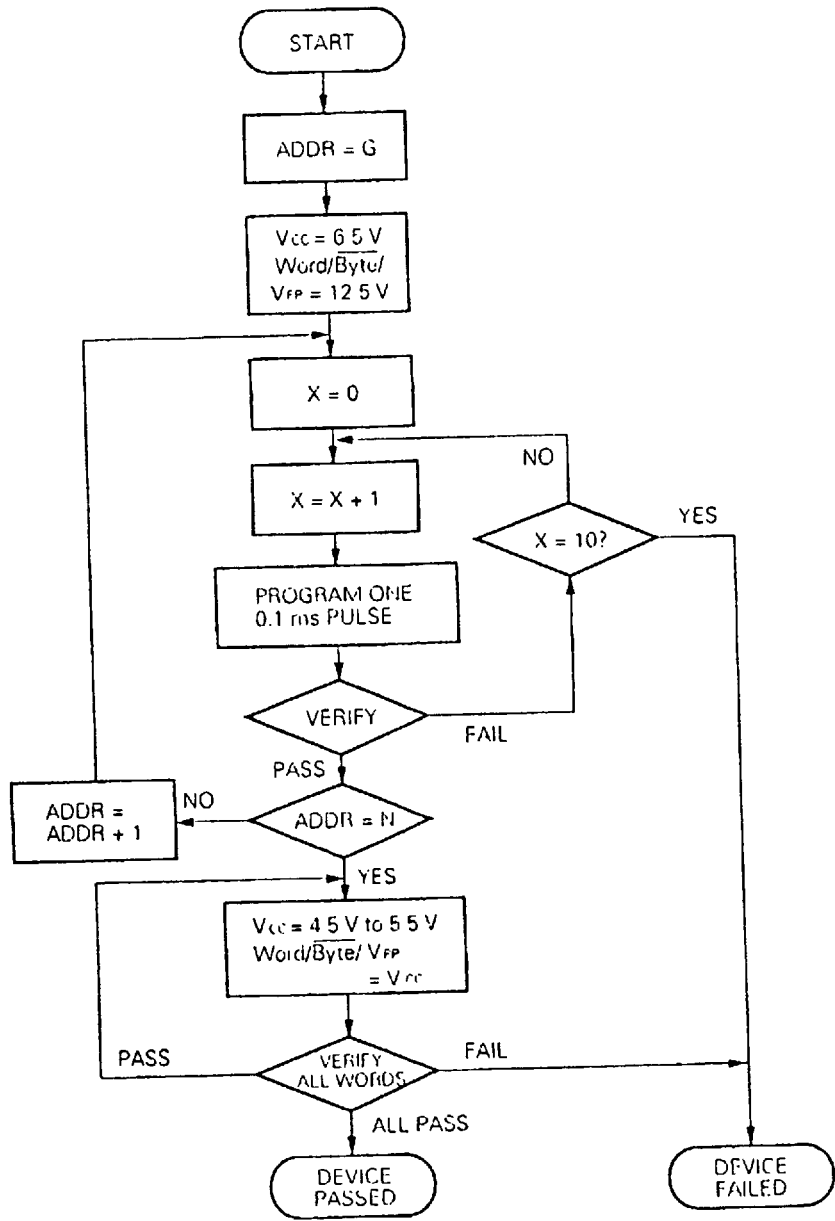 START
ADDR = G
Vcc = 6 5 V
Word/Byte/
VFP = 12 5 V
X = 0
NO
X = X + 1
X = 10?
YES
PROGRAM ONE
0.1 ms PULSE
VERIFY
FAIL
PASS
ADDR =
ADDR + 1
NO
ADDR = N
YES
Vcc = 4 5 V to 5 5 V
Word/Byte/ VFP
= Vcc
PASS
VERIFY
ALL WORDS
FAIL
ALL PASS
DEVICE
PASSED
DEVICE
FAILED